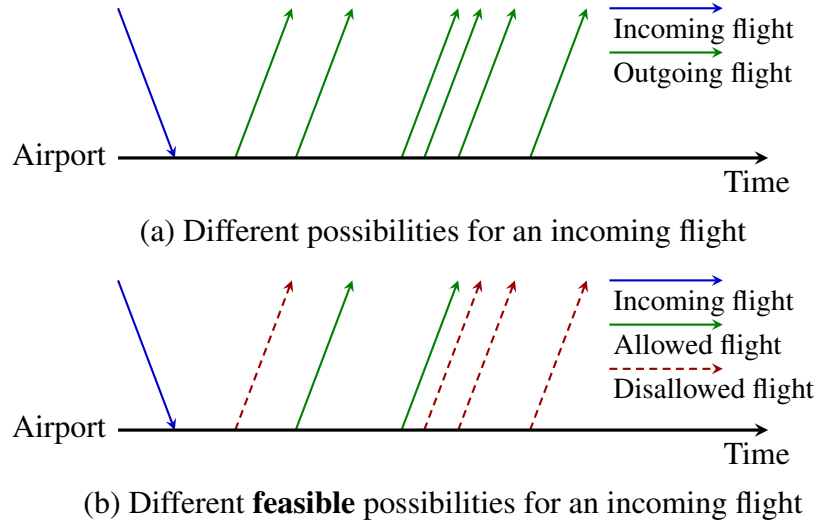 Incoming flight
Outgoing flight
Airport
Time
(a) Different possibilities for an incoming flight
Incoming flight
Allowed flight
Disallowed flight
Airport
Time
(b) Different feasible possibilities for an incoming flight